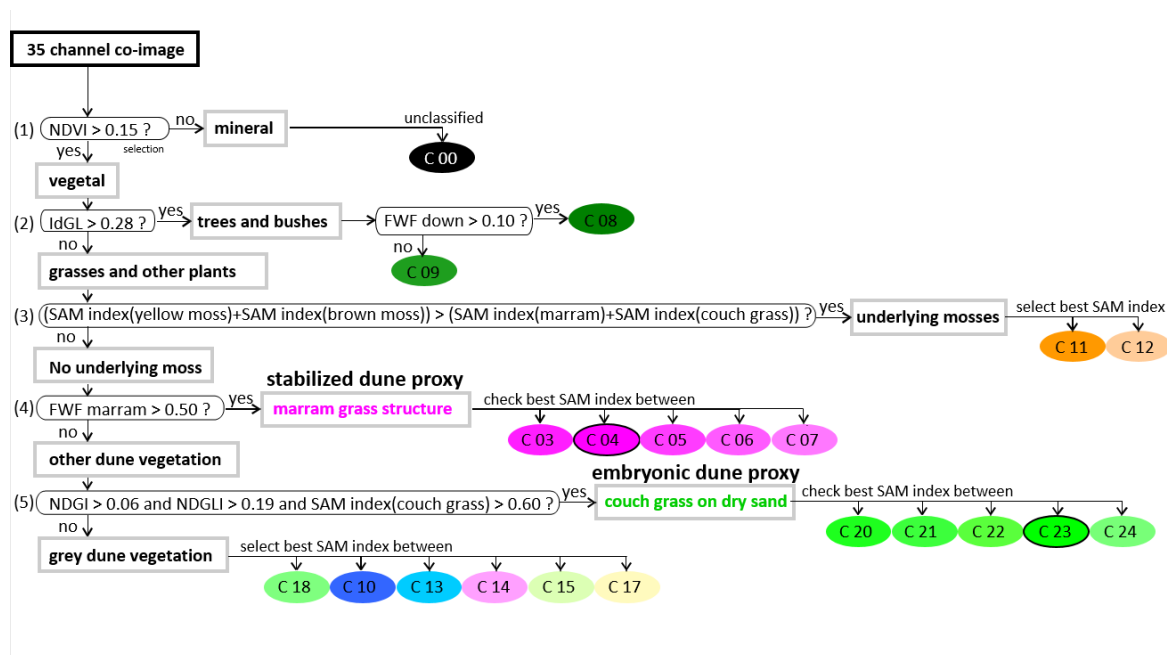 35 channel co-image
(1) NDVI > 0.15 ? no mineral unclassified
C 00
yes selection
vegetal
(2) IdGL > 0.28 ? yes trees and bushes FWF down > 0.10 ? yes C 08
no no
grasses and other plants C 09
(3) (SAM index(yellow moss)+SAM index(brown moss)) > (SAM index(marram)+SAM index(couch grass)) ? yes underlying mosses select best SAM index
C 11 C 12
no
No underlying moss
stabilized dune proxy
(4) FWF marram > 0.50 ? yes marram grass structure check best SAM index between
C 03 C 04 C 05 C 06 C 07
no
other dune vegetation
embryonic dune proxy
(5) NDGI > 0.06 and NDGLI > 0.19 and SAM index(couch grass) > 0.60 ? yes couch grass on dry sand check best SAM index between
C 20 C 21 C 22 C 23 C 24
no
grey dune vegetation select best SAM index between
C 18 C 10 C 13 C 14 C 15 C 17